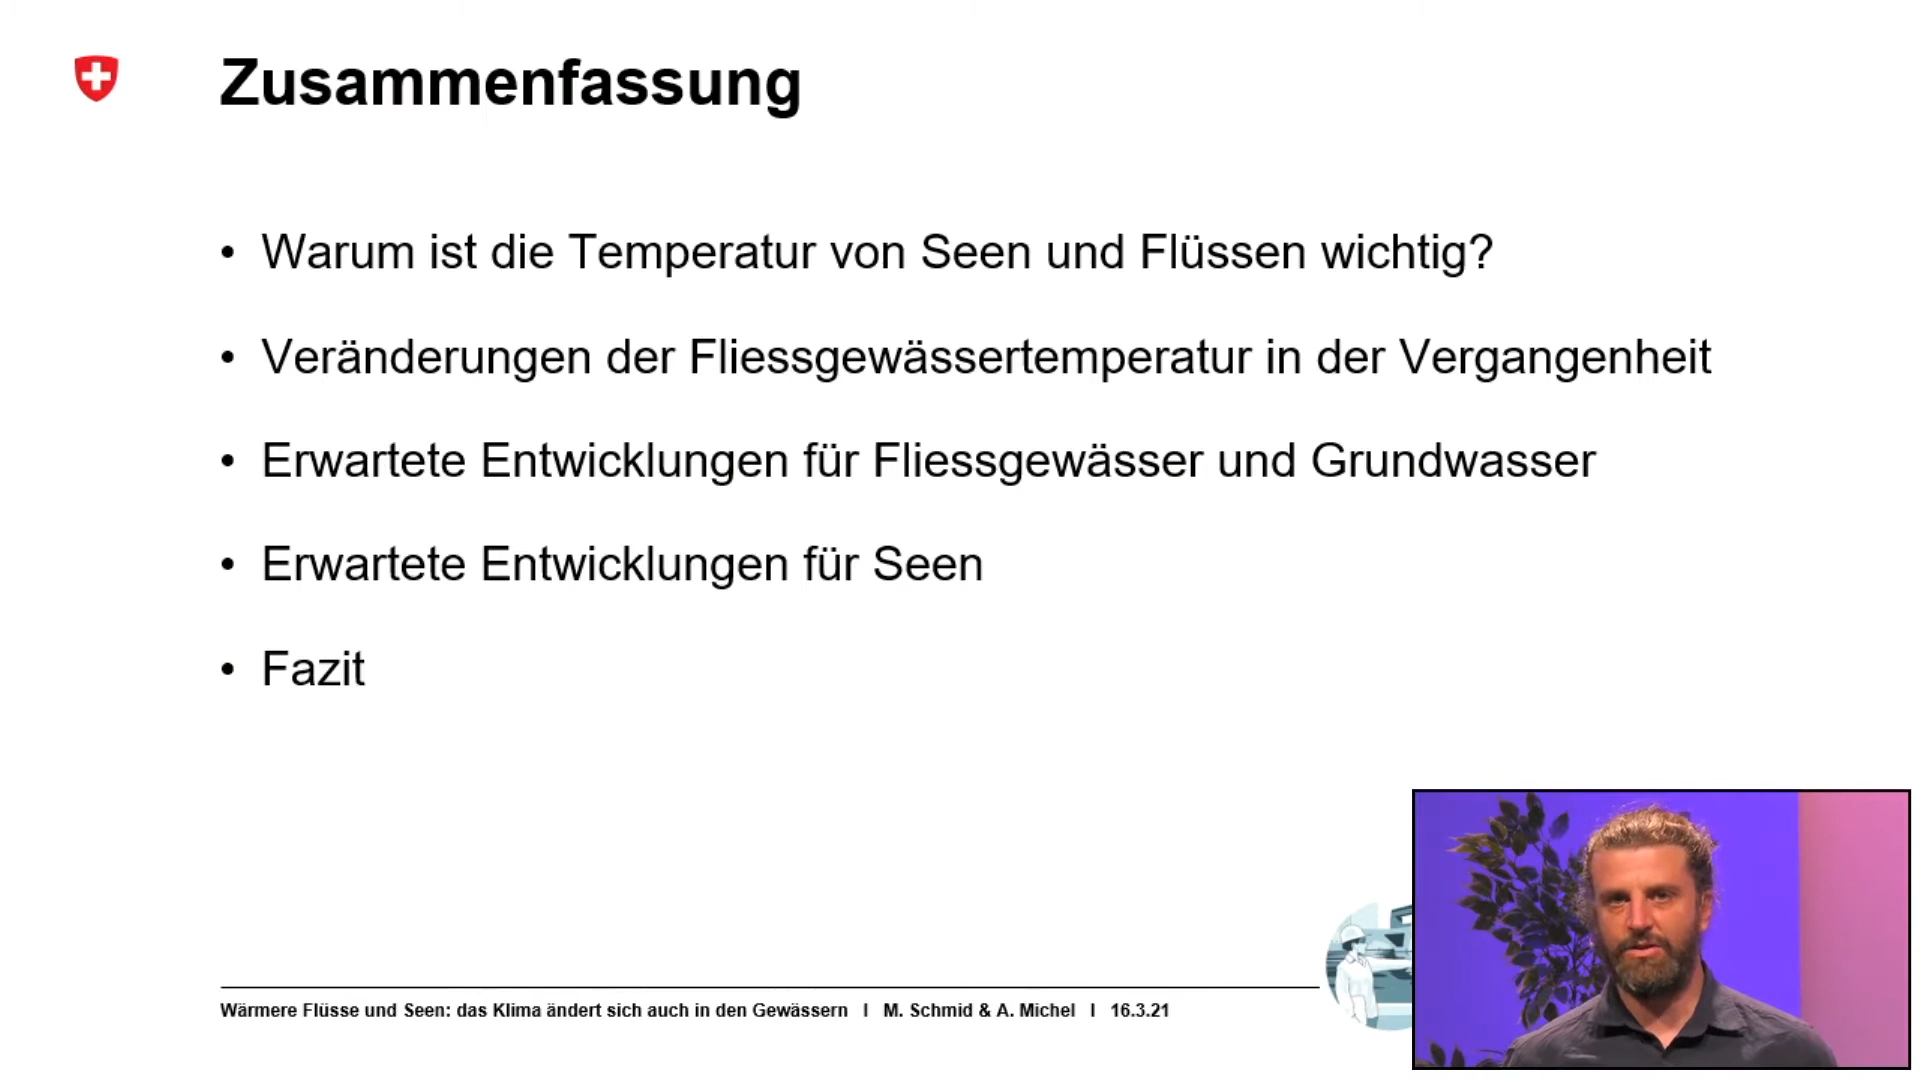 Zusammenfassung
• Warum ist die Temperatur von Seen und Flüssen wichtig?
• Veränderungen der Fliessgewässertemperatur in der Vergangenheit
• Erwartete Entwicklungen für Fliessgewässer und Grundwasser
• Erwartete Entwicklungen für Seen
• Fazit
Wärmere Flüsse und Seen: das Klima ändert sich auch in den Gewässern I M. Schmid & A. Michel I 16.3.21